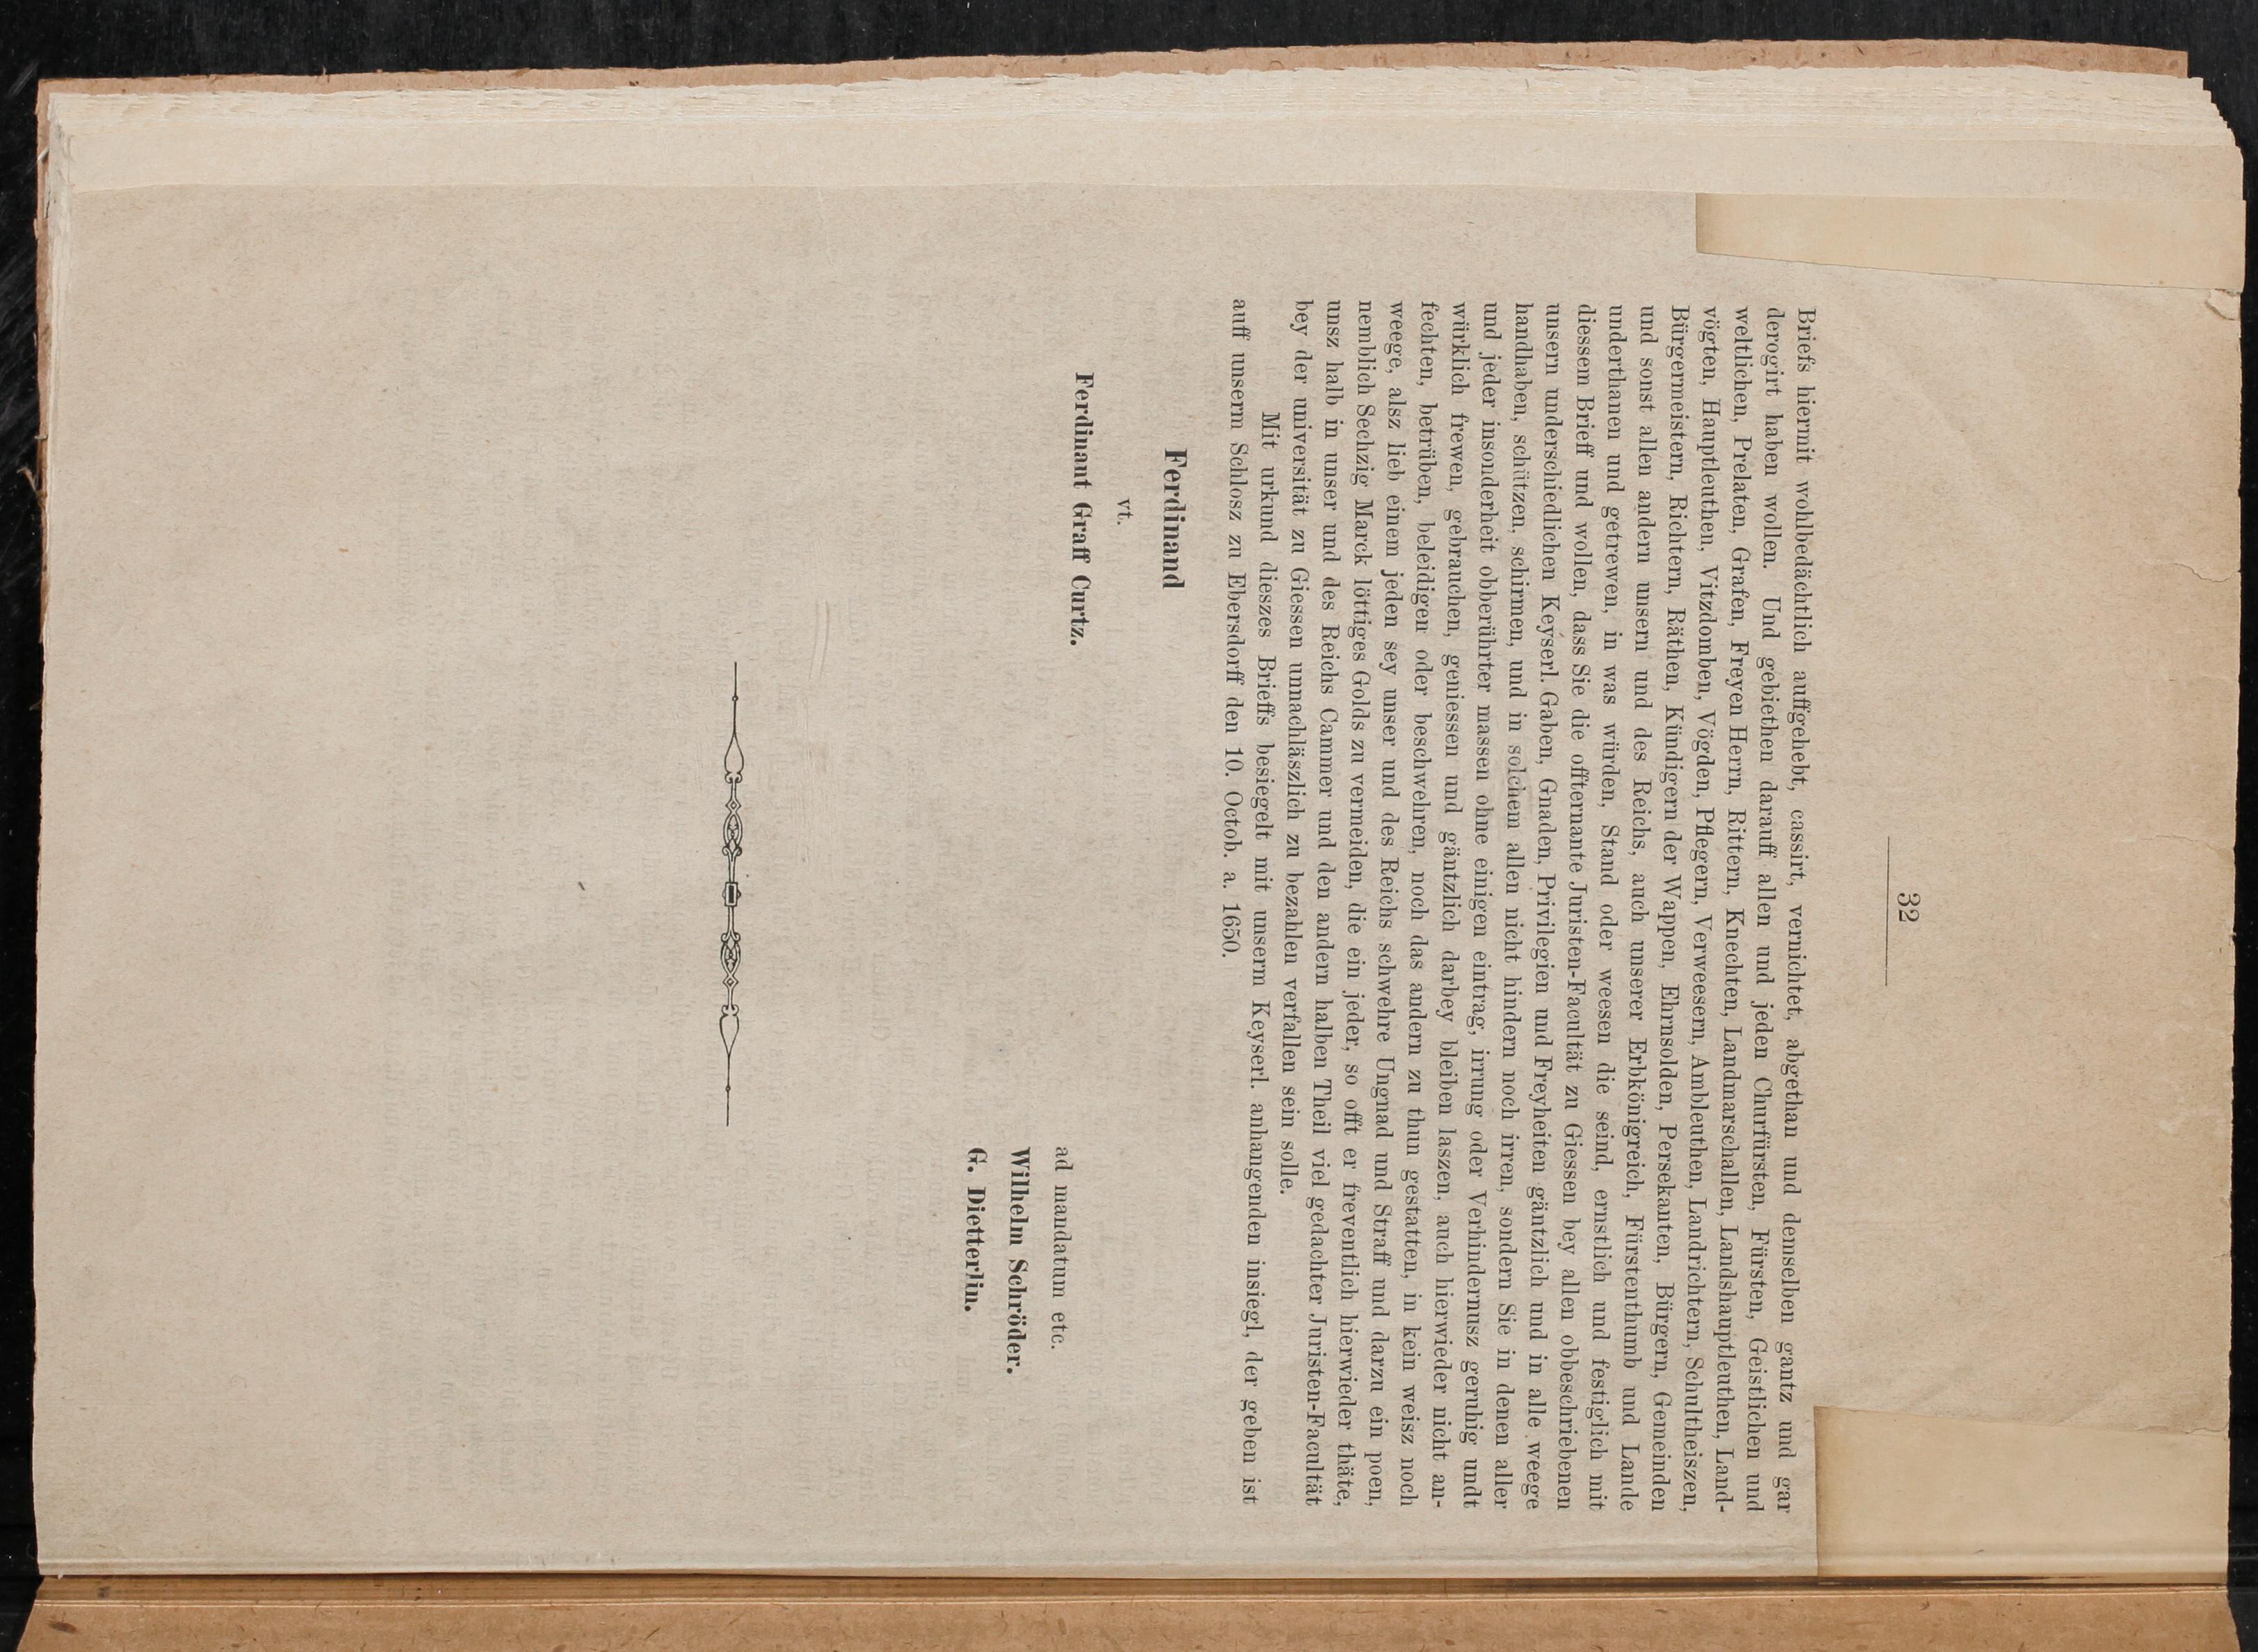 32
Briefs hiermit wohlbedächtlich auffgehebt, cassirt, vernichtet, abgethan und demselben gantz und gar
derogirt haben wollen. Und gebiethen darauff allen und jeden Churfürsten, Fürsten, Geistlichen und
weltlichen, Prelaten, Grafen, Freyen Herrn, Rittern, Knechten, Landmarschallen, Landshauptleuthen, Land-
vögten, Hauptleuthen, Vitzdomben, Vögden, Pflegern, Verweesern, Ambleuthen, Landrichtern, Schultheiszen,
Bürgermeistern, Richtern, Räthen, Kündigern der Wappen, Ehrnsolden, Persekanten, Bürgern, Gemeinden
und sonst allen andern unsern und des Reichs, auch unserer Erbkönigreich, Fürstenthumb und Lande
underthanen und getrewen, in was würden, Stand oder weesen die seind, ernstlich und festiglich mit
diessem Brieff und wollen, dass Sie die offternante Juristen-Facultät zu Giessen bey allen obbeschriebenen
unsern underschiedlichen Keyserl. Gaben, Gnaden, Privilegien und Freyheiten gäntzlich und in alle weege
handhaben, schützen, schirmen, und in solchem allen nicht hindern noch irren, sondern Sie in denen aller
und jeder insonderheit obberührter massen ohne einigen eintrag, irrung oder Verhindernusz geruhig undt
würklich frewen, gebrauchen, geniessen und gäntzlich darbey bleiben laszen, auch hierwieder nicht an-
fechten, betrüben, beleidigen oder beschwehren, noch das andern zu thun gestatten, in kein weisz noch
weege, alsz lieb einem jeden sey unser und des Reichs schwehre Ungnad und Straff und darzu ein poen,
nemblich Sechzig Marck löttiges Golds zu vermeiden, die ein jeder, so offt er freventlich hierwieder thäte,
unsz halb in unser und des Reichs Cammer und den andern halben Theil viel gedachter Juristen-Facultät
bey der universität zu Giessen unnachläszlich zu bezahlen verfallen sein solle.
Mit urkund dieszes Brieffs besiegelt mit unserm Keyserl. anhangenden insiegl, der geben ist
auff unserm Schlosz zu Ebersdorff den 10. Octob. a. 1650.
Ferdinand
vt.
Ferdinant Graff Curtz.
ad mandatum etc.
Wilhelm Schröder.
G. Dietterlin.